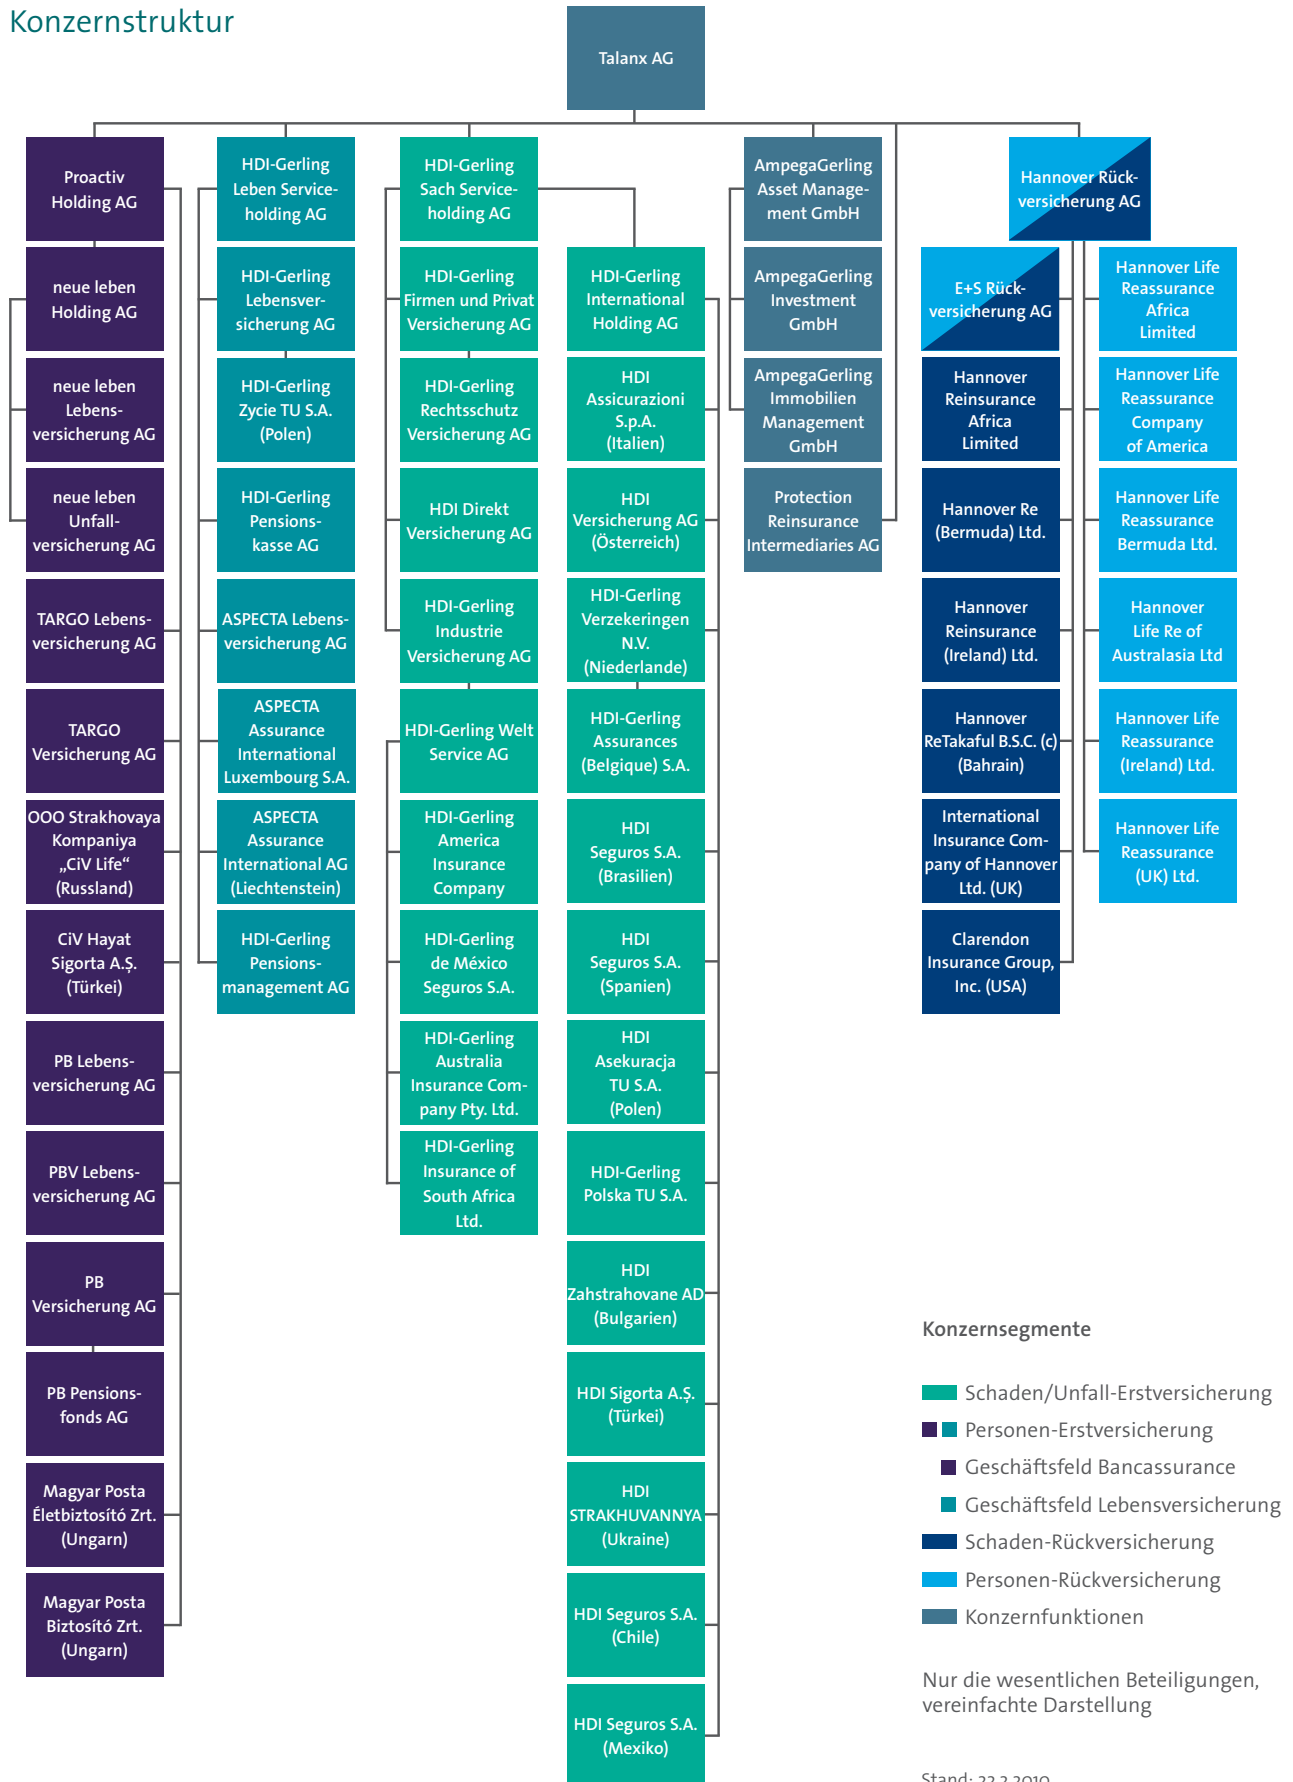 Konzernstruktur
Talanx AG
Proactiv
Holding AG
neue leben
Holding AG
neue leben
Lebens-
versicherung AG
neue leben
Unfall-
versicherung AG
TARGO Lebens-
versicherung AG
TARGO
Versicherung AG
OOO Strakhovaya
Kompaniya
„CiV Life“
(Russland)
CiV Hayat
Sigorta A.Ş.
(Türkei)
PB Lebens-
versicherung AG
PBV Lebens-
versicherung AG
PB
Versicherung AG
PB Pensions-
fonds AG
Magyar Posta
Életbiztosító Zrt.
(Ungarn)
Magyar Posta
Biztosító Zrt.
(Ungarn)
HDI-Gerling
Leben Service-
holding AG
HDI-Gerling
Lebensver-
sicherung AG
HDI-Gerling
Zycie TU S.A.
(Polen)
HDI-Gerling
Pensions-
kasse AG
ASPECTA Lebens-
versicherung AG
ASPECTA
Assurance
International
Luxembourg S.A.
ASPECTA
Assurance
International AG
(Liechtenstein)
HDI-Gerling
Pensions-
management AG
HDI-Gerling
Sach Service-
holding AG
HDI-Gerling
Firmen und Privat
Versicherung AG
HDI-Gerling
Rechtsschutz
Versicherung AG
HDI Direkt
Versicherung AG
HDI-Gerling
Industrie
Versicherung AG
HDI-Gerling Welt
Service AG
HDI-Gerling
America
Insurance
Company
HDI-Gerling
de México
Seguros S.A.
HDI-Gerling
Australia
Insurance Com-
pany Pty. Ltd.
HDI-Gerling
Insurance of
South Africa
Ltd.
HDI-Gerling
International
Holding AG
HDI
Assicurazioni
S.p.A.
(Italien)
HDI
Versicherung AG
(Österreich)
HDI-Gerling
Verzekeringen
N.V.
(Niederlande)
HDI-Gerling
Assurances
(Belgique) S.A.
HDI
Seguros S.A.
(Brasilien)
HDI
Seguros S.A.
(Spanien)
HDI
Asekuracja
TU S.A.
(Polen)
HDI-Gerling
Polska TU S.A.
HDI
Zahstrahovane AD
(Bulgarien)
HDI Sigorta A.Ş.
(Türkei)
HDI
STRAKHUVANNYA
(Ukraine)
HDI Seguros S.A.
(Chile)
HDI Seguros S.A.
(Mexiko)
AmpegaGerling
Asset Manage-
ment GmbH
AmpegaGerling
Investment
GmbH
AmpegaGerling
Immobilien
Management
GmbH
Protection
Reinsurance
Intermediaries AG
Hannover Rück-
versicherung AG
E+S Rück-
versicherung AG
Hannover
Reinsurance
Africa
Limited
Hannover Re
(Bermuda) Ltd.
Hannover
Reinsurance
(Ireland) Ltd.
Hannover
ReTakaful B.S.C. (c)
(Bahrain)
International
Insurance Com-
pany of Hannover
Ltd. (UK)
Clarendon
Insurance Group,
Inc. (USA)
Hannover Life
Reassurance
Africa
Limited
Hannover Life
Reassurance
Company
of America
Hannover Life
Reassurance
Bermuda Ltd.
Hannover
Life Re of
Australasia Ltd
Hannover Life
Reassurance
(Ireland) Ltd.
Hannover Life
Reassurance
(UK) Ltd.
Konzernsegmente
Schaden/Unfall-Erstversicherung
Personen-Erstversicherung
Geschäftsfeld Bancassurance
Geschäftsfeld Lebensversicherung
Schaden-Rückversicherung
Personen-Rückversicherung
Konzernfunktionen
Nur die wesentlichen Beteiligungen,
vereinfachte Darstellung
Stand: